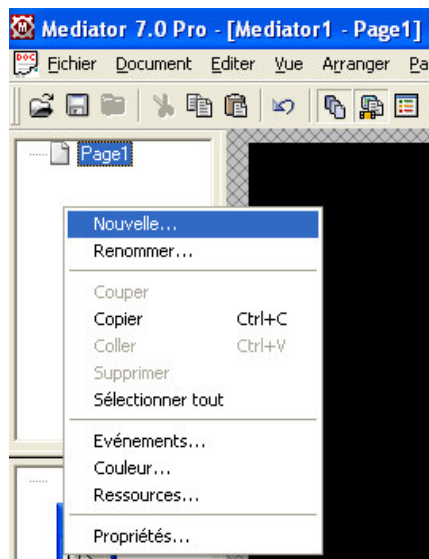 Mediator 7.0 Pro - [Mediator1 - Page1]
Fichier Document Editer Vue Arranger Pa
Page1
Nouvelle...
Renommer...
Couper
Copier Ctrl+C
Coller Ctrl+V
Supprimer
Sélectionner tout
Evénements...
Couleur...
Ressources...
Propriétés...